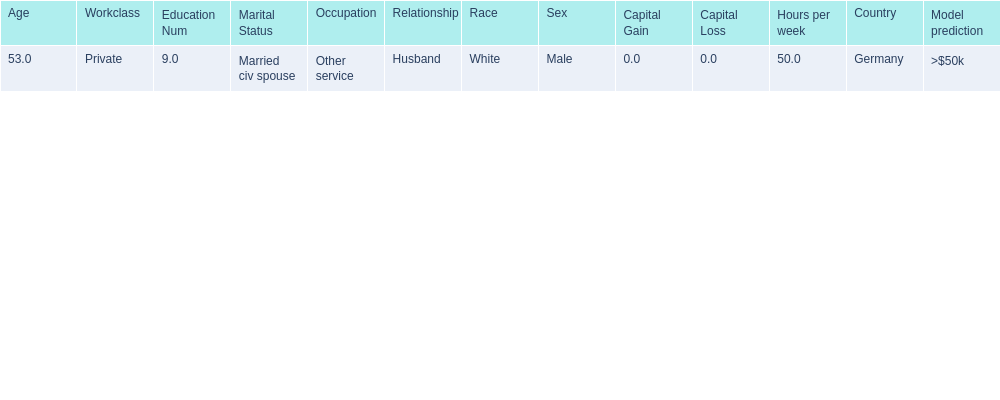 Age Workclass Education Num Marital Status Occupation Relationship Race Sex Capital Gain Capital Loss Hours per week Country Model prediction
53.0 Private 9.0 Married civ spouse Other service Husband White Male 0.0 0.0 50.0 Germany >$50k